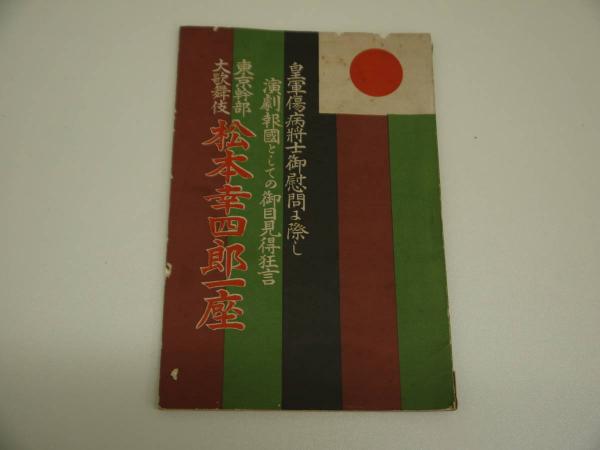 皇軍傷病將士御慰問に際し
演劇報國としての御目見得狂言
東京幹部
大歌舞伎
松本幸四郎一座